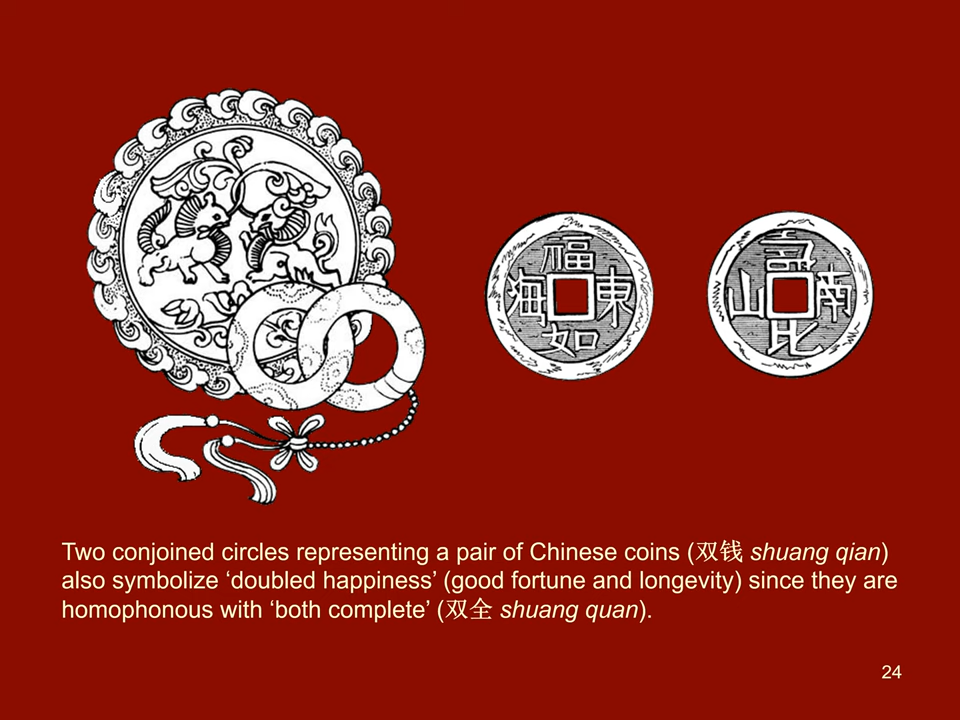 福如東海
比南山
Two conjoined circles representing a pair of Chinese coins (双钱 shuang qian)
also symbolize ‘doubled happiness’ (good fortune and longevity) since they are
homophonous with ‘both complete’ (双全 shuang quan).
24